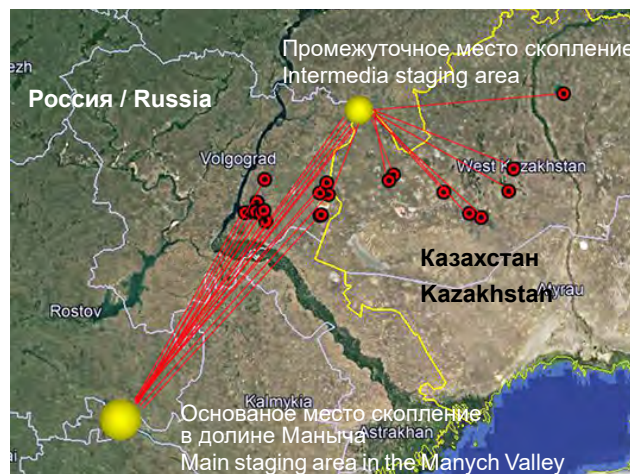 Промежуточное место скопление
Intermedia staging area
ezh
Россия / Russia
Volgograd
West Kazakhstan
Казахстан
Kazakhstan
Atyrau
Rostov
Kalmykia
Astrakhan
Основаное место скопление
в долине Маныча
Main staging area in the Manych Valley
ai